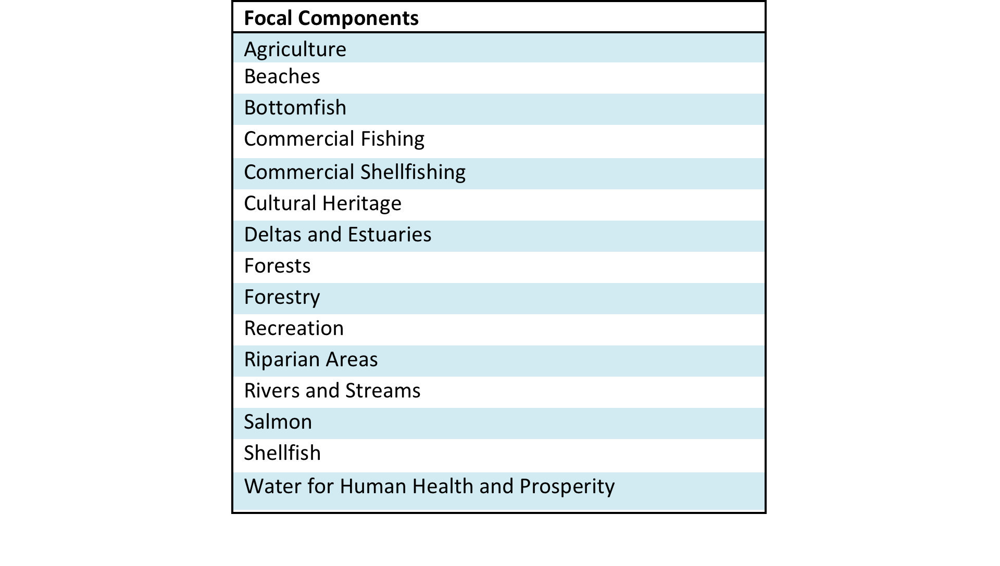 Focal Components
Agriculture
Beaches
Bottomfish
Commercial Fishing
Commercial Shellfishing
Cultural Heritage
Deltas and Estuaries
Forests
Forestry
Recreation
Riparian Areas
Rivers and Streams
Salmon
Shellfish
Water for Human Health and Prosperity